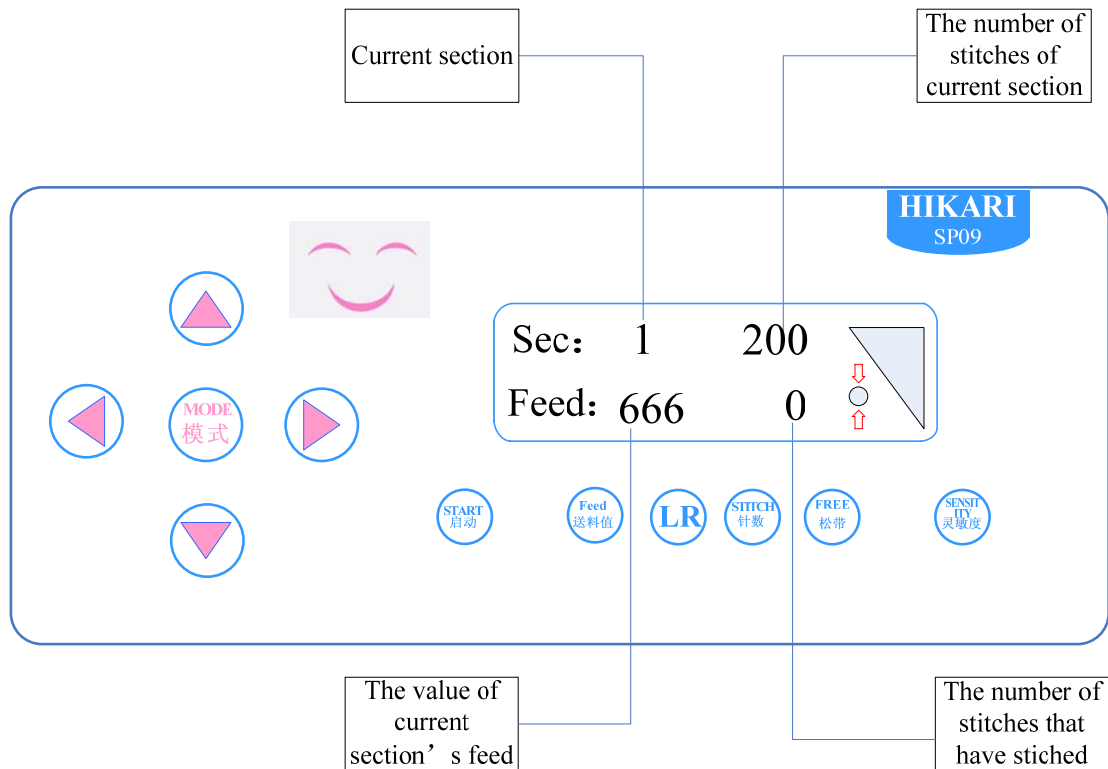 Current section
The number of
stitches of
current section
HIKARI
SP09
Sec： 1 200
Feed：666 0
MODE
模式
START
启动
Feed
送料值
LR
STITCH
针数
FREE
松带
SENSIT
ITY
灵敏度
The value of
current
section’s feed
The number of
stitches that
have stiched